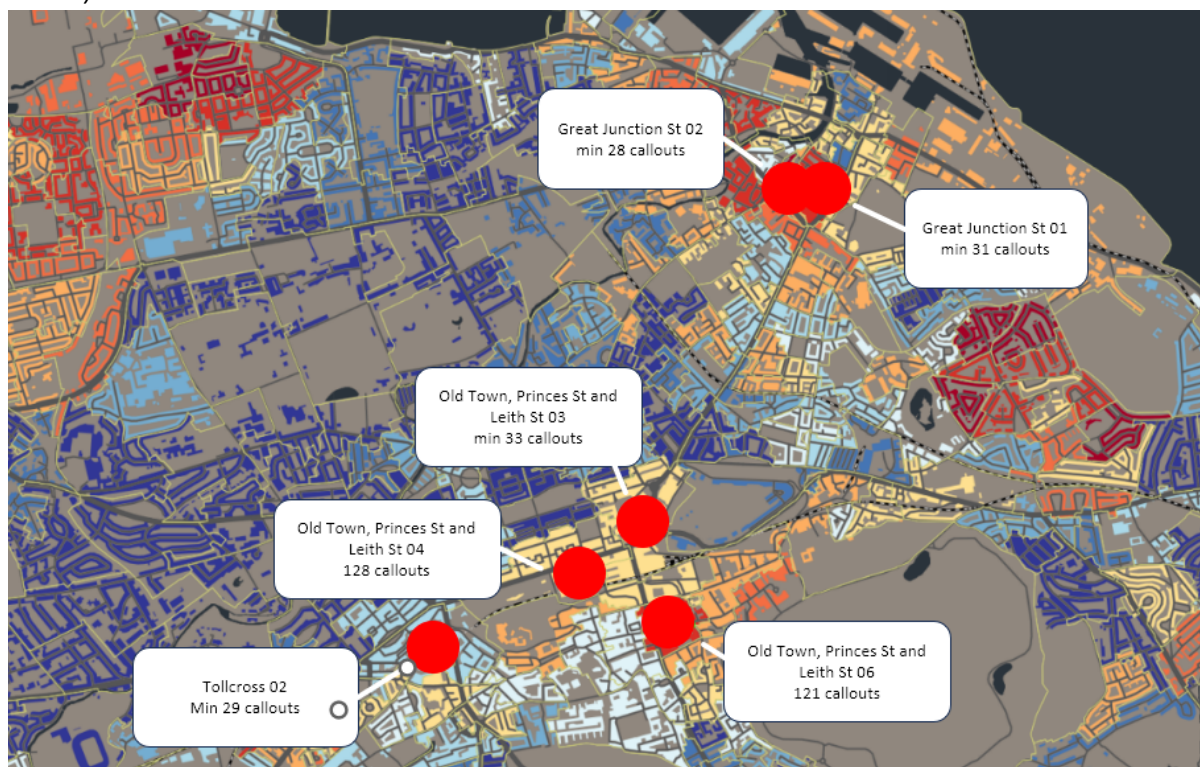 Great Junction St 02
min 28 callouts
Great Junction St 01
min 31 callouts
Old Town, Princes St and
Leith St 03
min 33 callouts
Old Town, Princes St and
Leith St 04
128 callouts
Old Town, Princes St and
Leith St 06
121 callouts
Tollcross 02
Min 29 callouts